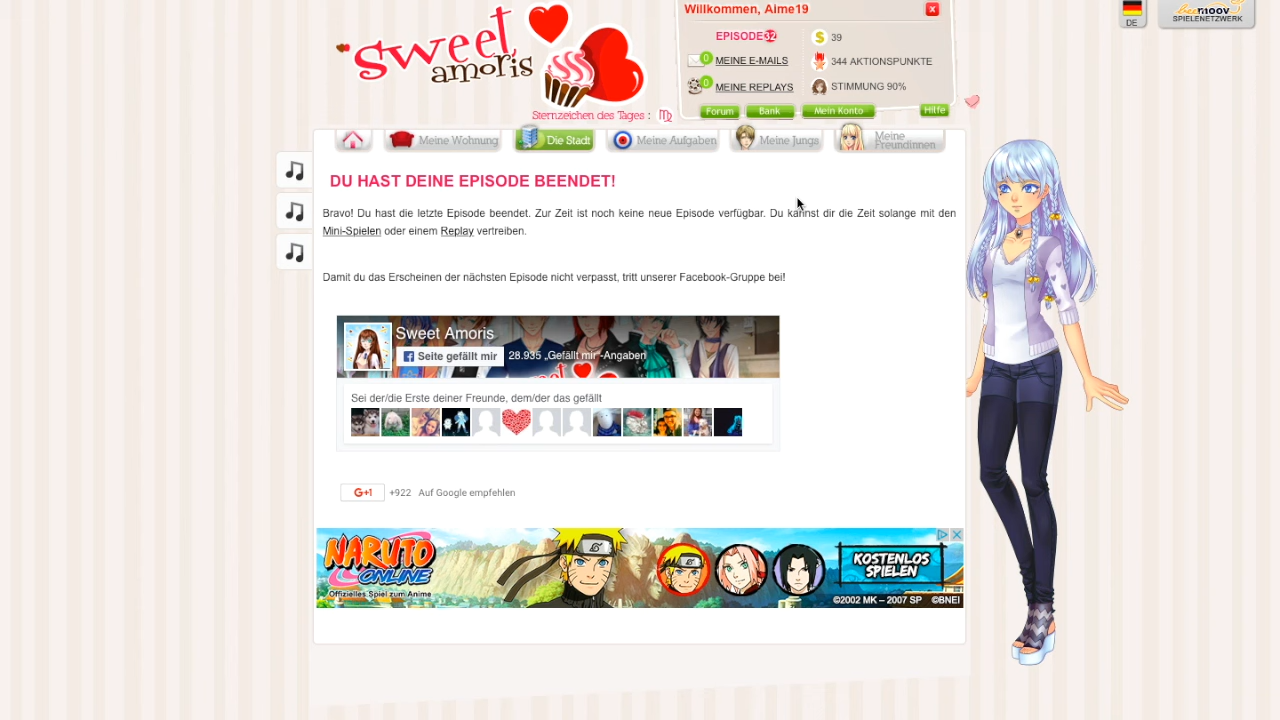 sweet
amoris
Sternzeichen des Tages :
Willkommen, Aime19
EPISODE32
MEINE E-MAILS
0
MEINE REPLAYS
0
39
344 AKTIONSPUNKTE
STIMMUNG 90%
Forum
Bank
Mein Konto
Hilfe
DE
beemoov
SPIELENETZWERK
Meine Wohnung
Die Stadt
Meine Aufgaben
Meine Jungs
Meine
Freundinnen
DU HAST DEINE EPISODE BEENDET!
Bravo! Du hast die letzte Episode beendet. Zur Zeit ist noch keine neue Episode verfügbar. Du kannst dir die Zeit solange mit den
Mini-Spielen oder einem Replay vertreiben.
Damit du das Erscheinen der nächsten Episode nicht verpasst, tritt unserer Facebook-Gruppe bei!
Sweet Amoris
Seite gefällt mir
28.935 „Gefällt mir“-Angaben
Sei der/die Erste deiner Freunde, dem/der das gefällt
G+1
+922 Auf Google empfehlen
NARUTO
ONLINE
Offizielles Spiel zum Anime
KOSTENLOS
SPIELEN
©2002 MK – 2007 SP ©BNEI